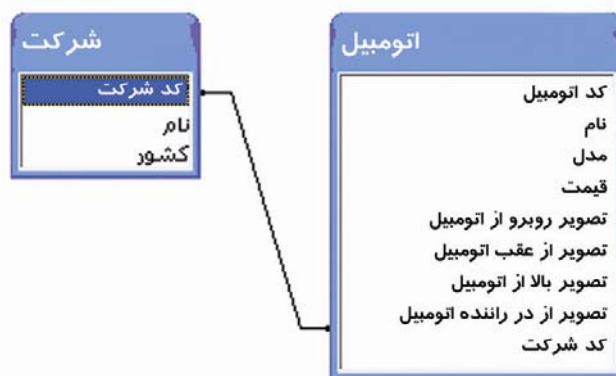 اتومبیل
کد اتومبیل
نام
مدل
قیمت
تصویر روبرو از اتومبیل
تصویر از عقب اتومبیل
تصویر بالا از اتومبیل
تصویر از در راننده اتومبیل
کد شرکت
شرکت
کد شرکت
نام
کشور